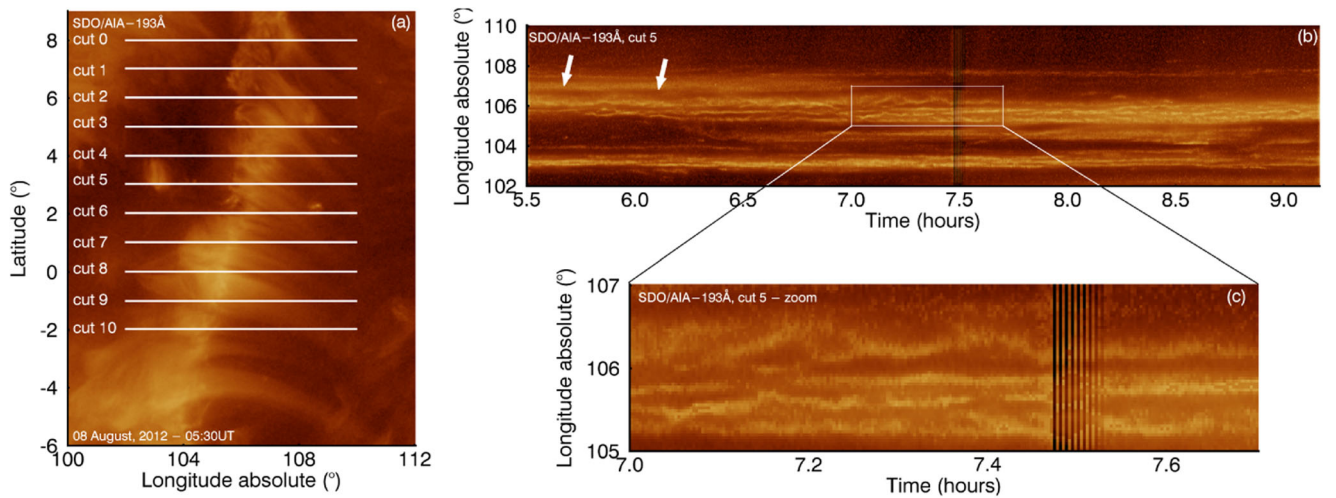 SDO/AIA−193Å
(a)
cut 0
cut 1
cut 2
cut 3
cut 4
cut 5
cut 6
cut 7
cut 8
cut 9
cut 10
08 August, 2012 − 05:30UT
8
6
4
2
0
-2
-4
-6
Latitude (°)
100 104 108 112
Longitude absolute (°)
SDO/AIA−193Å, cut 5
(b)
110
108
106
104
102
Longitude absolute (°)
5.5 6.0 6.5 7.0 7.5 8.0 8.5 9.0
Time (hours)
SDO/AIA−193Å, cut 5 − zoom
(c)
107
106
105
Longitude absolute (°)
7.0 7.2 7.4 7.6
Time (hours)